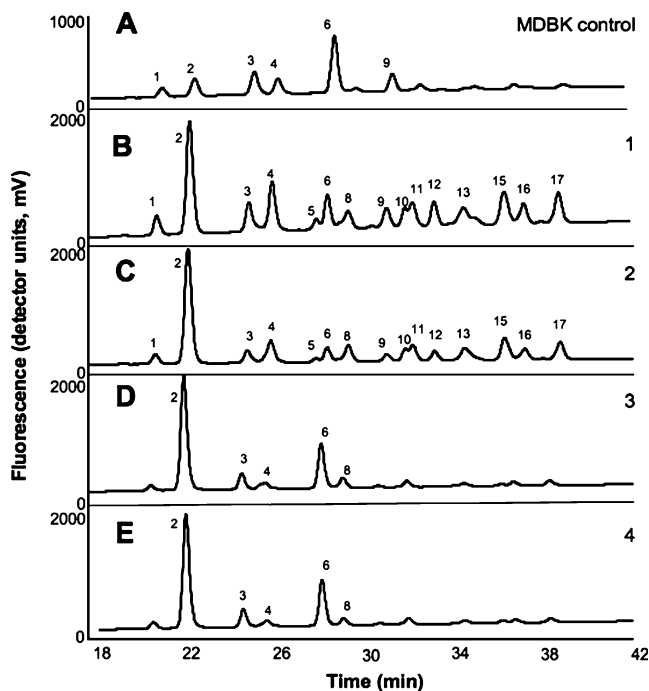 1000
A
MDBK control
1 2 3 4 6 9
0
2000
B
1
1 2 3 4 5 6 8 9 10 11 12 13 15 16 17
0
2000
C
2
1 2 3 4 5 6 8 9 10 11 12 13 15 16 17
0
2000
D
3
2 3 4 6 8
0
2000
E
4
2 3 4 6 8
0
18 22 26 30 34 38 42
Time (min)
Fluorescence (detector units, mV)